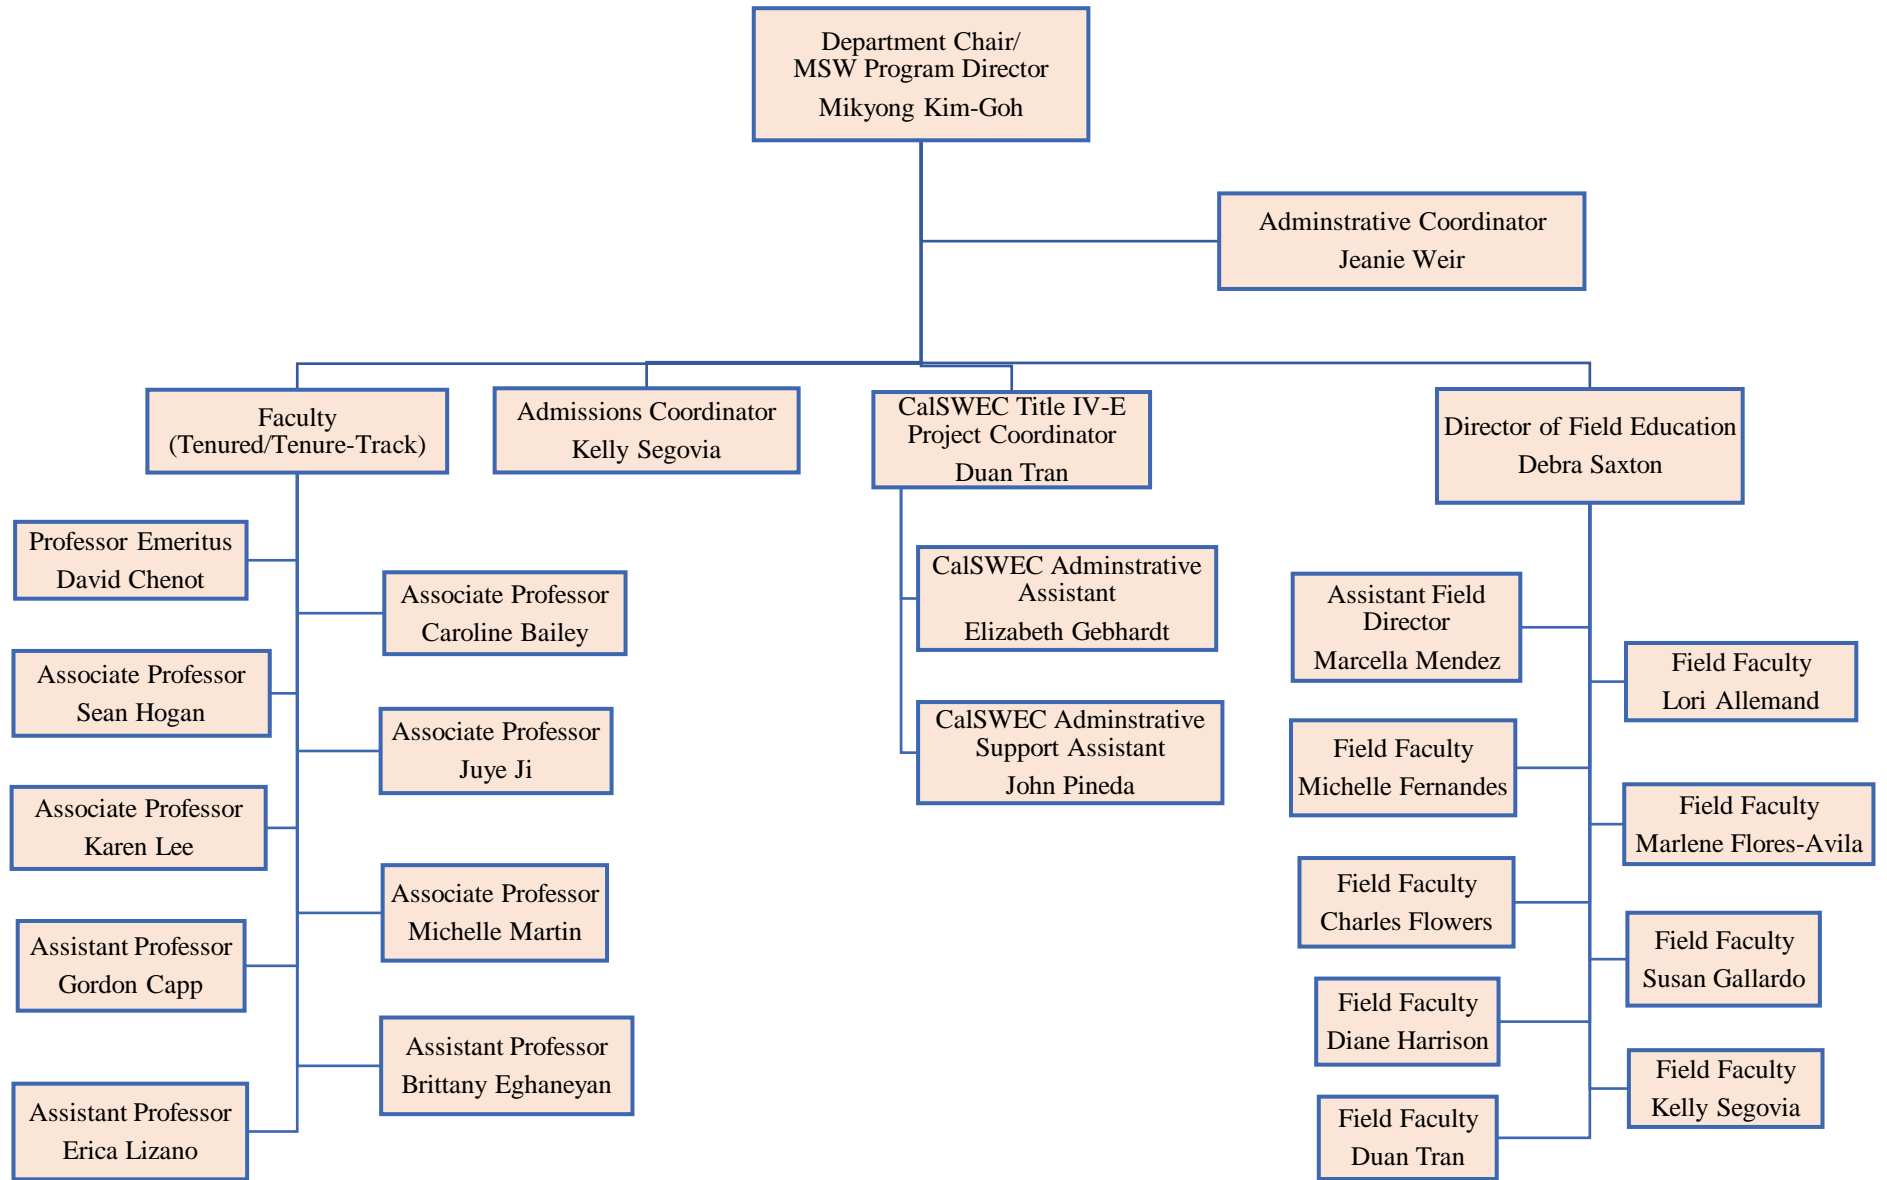 Department Chair/
MSW Program Director
Mikyong Kim-Goh
Adminstrative Coordinator
Jeanie Weir
Faculty
(Tenured/Tenure-Track)
Admissions Coordinator
Kelly Segovia
CalSWEC Title IV-E
Project Coordinator
Duan Tran
Director of Field Education
Debra Saxton
Professor Emeritus
David Chenot
Associate Professor
Caroline Bailey
Associate Professor
Sean Hogan
Associate Professor
Juye Ji
Associate Professor
Karen Lee
Associate Professor
Michelle Martin
Assistant Professor
Gordon Capp
Assistant Professor
Brittany Eghaneyan
Assistant Professor
Erica Lizano
CalSWEC Adminstrative
Assistant
Elizabeth Gebhardt
CalSWEC Adminstrative
Support Assistant
John Pineda
Assistant Field
Director
Marcella Mendez
Field Faculty
Lori Allemand
Field Faculty
Michelle Fernandes
Field Faculty
Marlene Flores-Avila
Field Faculty
Charles Flowers
Field Faculty
Susan Gallardo
Field Faculty
Diane Harrison
Field Faculty
Kelly Segovia
Field Faculty
Duan Tran